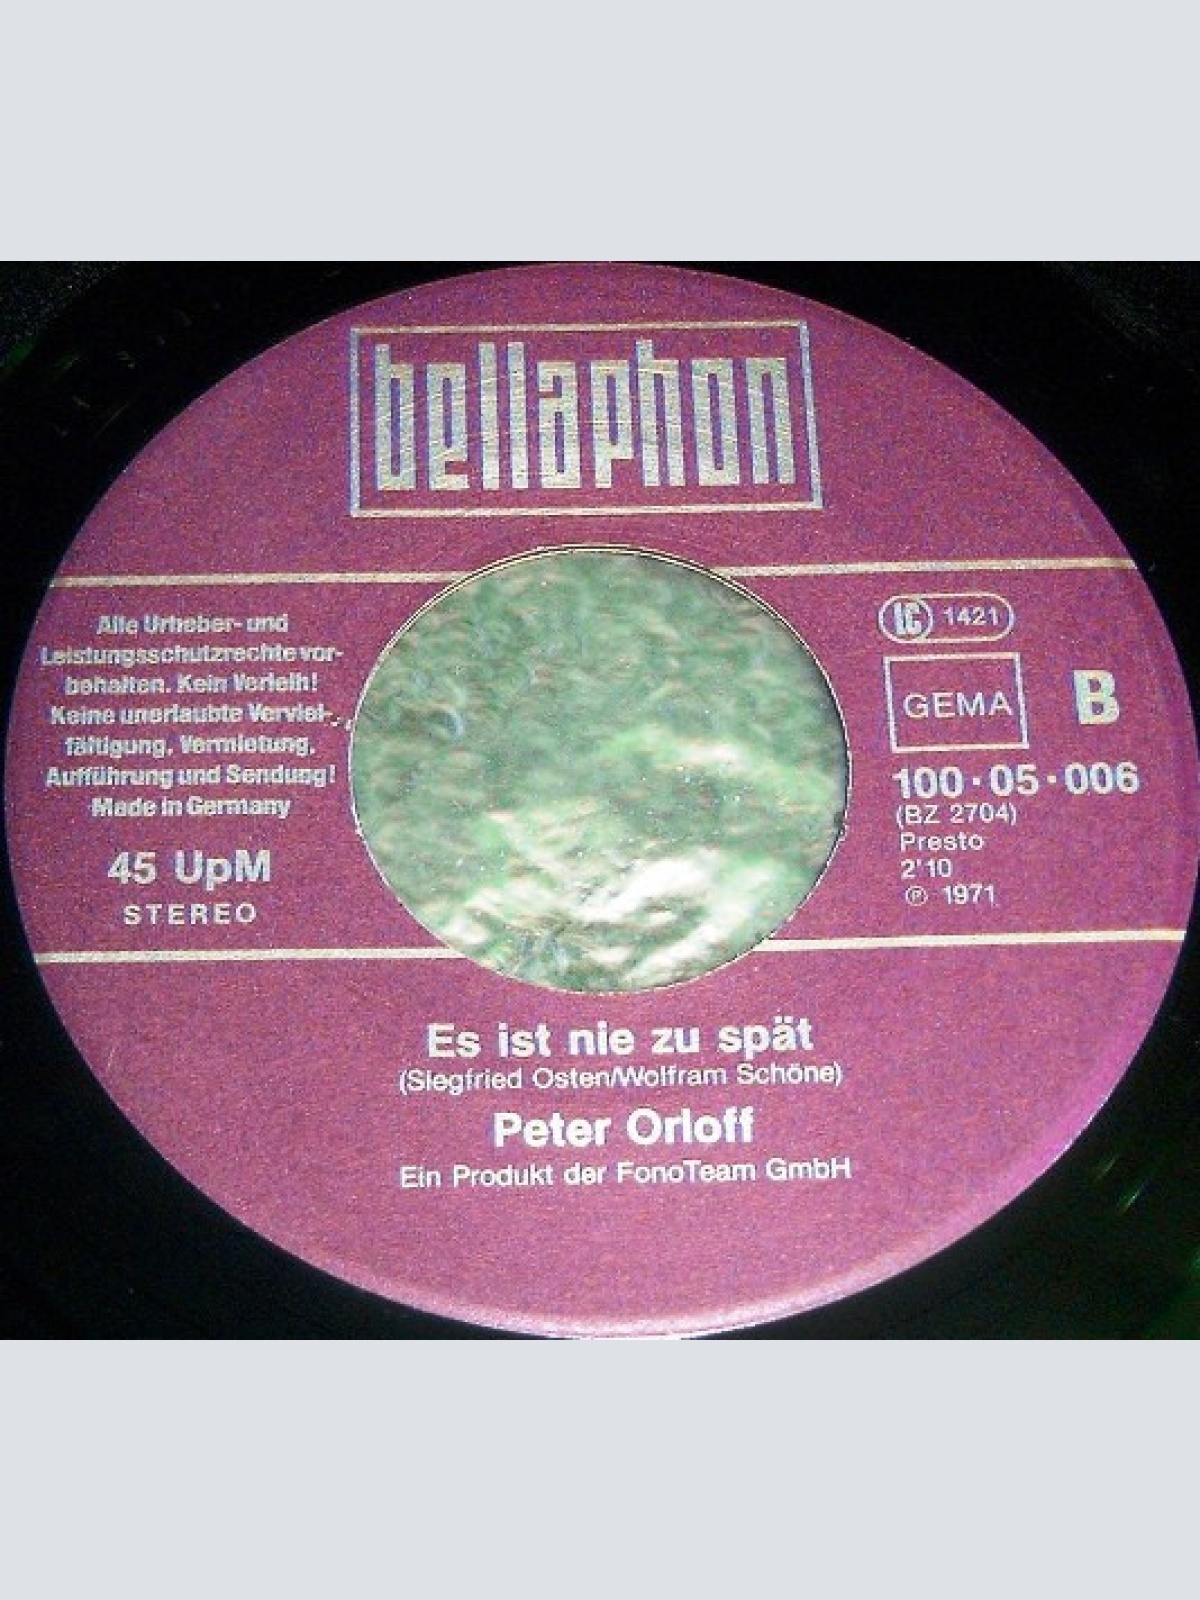 bellaphon
Alle Urheber- und
Leistungsschutzrechte vor-
behalten. Kein Verleih!
Keine unerlaubte Verviel-
fältigung, Vermietung,
Aufführung und Sendung!
Made in Germany
45 UpM
STEREO
LC 1421
GEMA
B
100·05·006
(BZ 2704)
Presto
2'10
℗ 1971
Es ist nie zu spät
(Siegfried Osten/Wolfram Schöne)
Peter Orloff
Ein Produkt der FonoTeam GmbH